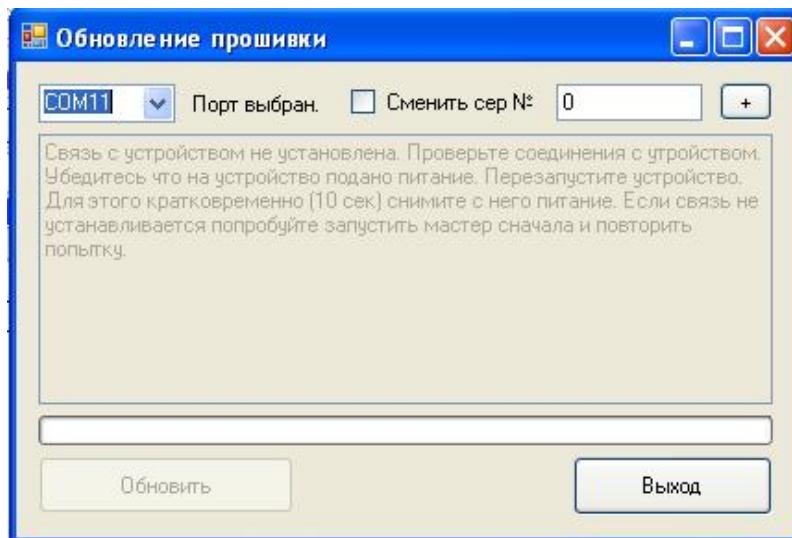 Обновление прошивки
COM11 Порт выбран. Сменить сер № 0 +
Связь с устройством не установлена. Проверьте соединения с утройством.
Убедитесь что на устройство подано питание. Перезапустите устройство.
Для этого кратковременно (10 сек) снимите с него питание. Если связь не
устанавливается попробуйте запустить мастер сначала и повторить
попытку.
Обновить Выход